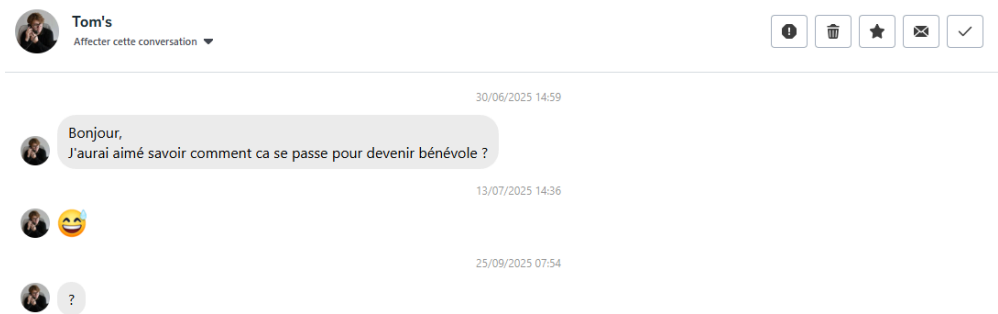 Tom's
Affecter cette conversation
30/06/2025 14:59
Bonjour,
J'aurai aimé savoir comment ca se passe pour devenir bénévole ?
13/07/2025 14:36
😅
25/09/2025 07:54
?